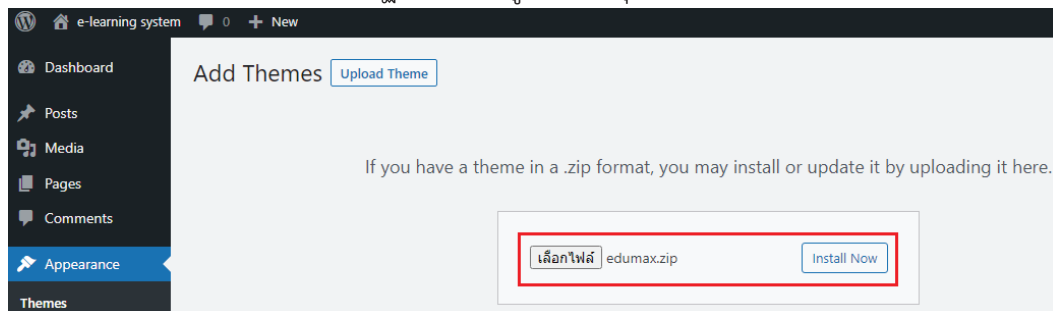 e-learning system 0 + New
Dashboard
Add Themes Upload Theme
Posts
Media
If you have a theme in a .zip format, you may install or update it by uploading it here.
Pages
Comments
เลือกไฟล์ edumax.zip Install Now
Appearance
Themes